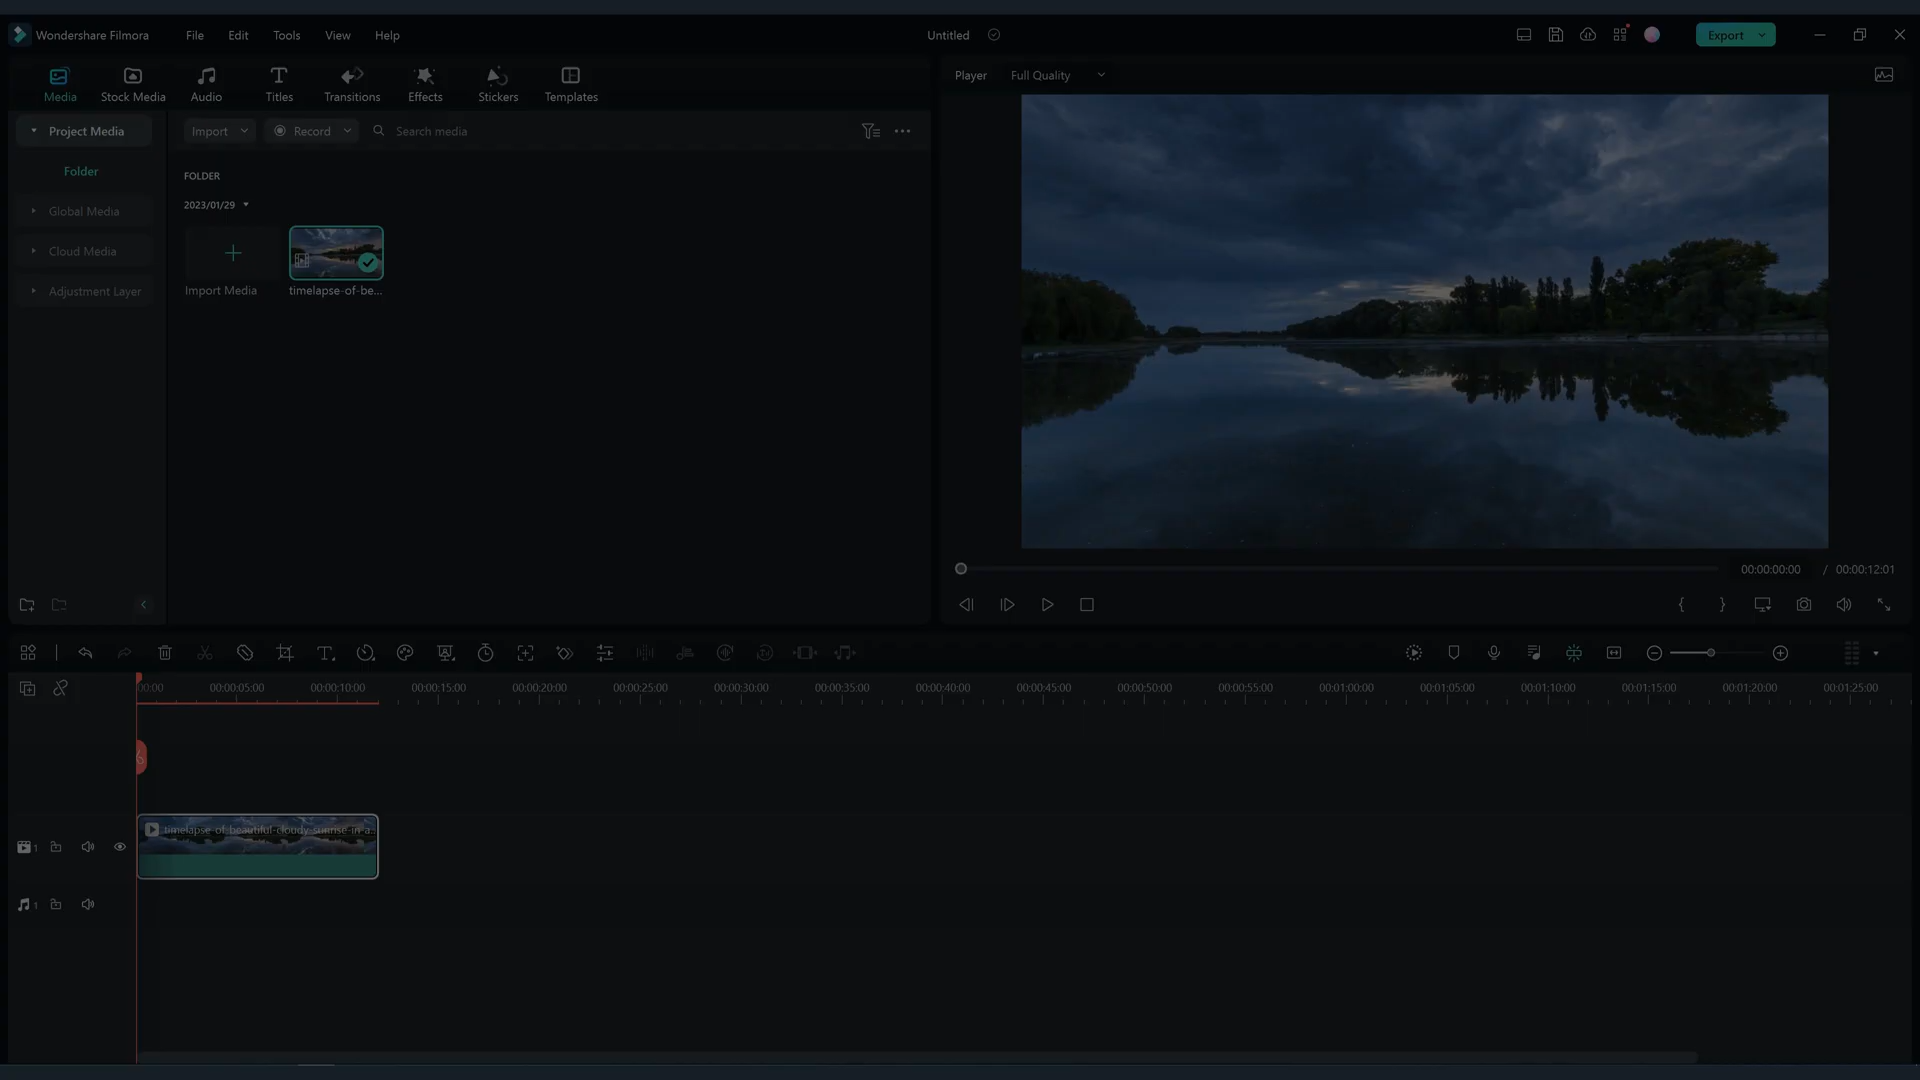 Wondershare Filmora File Edit Tools View Help Untitled Export
Media Stock Media Audio Titles Transitions Effects Stickers Templates
Player Full Quality
Project Media Import Record Search media
Folder
FOLDER
Global Media 2023/01/29
Cloud Media
Adjustment Layer Import Media timelapse-of-be...
00:00:00:00 / 00:00:12:01
{ }
00:00 00:00:05:00 00:00:10:00 00:00:15:00 00:00:20:00 00:00:25:00 00:00:30:00 00:00:35:00 00:00:40:00 00:00:45:00 00:00:50:00 00:00:55:00 00:01:00:00 00:01:05:00 00:01:10:00 00:01:15:00 00:01:20:00 00:01:25:00
timelapse-of-beautiful-cloudy-sunrise-in-a...
1
1